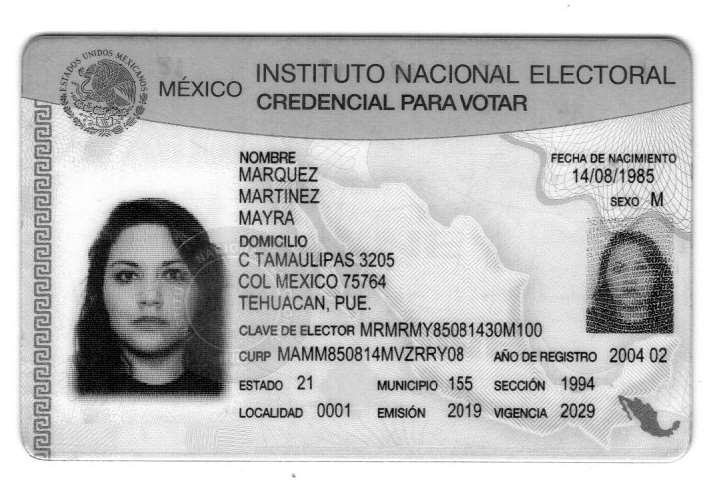 ESTADOS UNIDOS MEXICANOS
MÉXICO INSTITUTO NACIONAL ELECTORAL
CREDENCIAL PARA VOTAR
NOMBRE
MARQUEZ
MARTINEZ
MAYRA
FECHA DE NACIMIENTO
14/08/1985
SEXO M
DOMICILIO
C TAMAULIPAS 3205
COL MEXICO 75764
TEHUACAN, PUE.
CLAVE DE ELECTOR MRMRMY85081430M100
CURP MAMM850814MVZRRY08 AÑO DE REGISTRO 2004 02
ESTADO 21 MUNICIPIO 155 SECCIÓN 1994
LOCALIDAD 0001 EMISIÓN 2019 VIGENCIA 2029